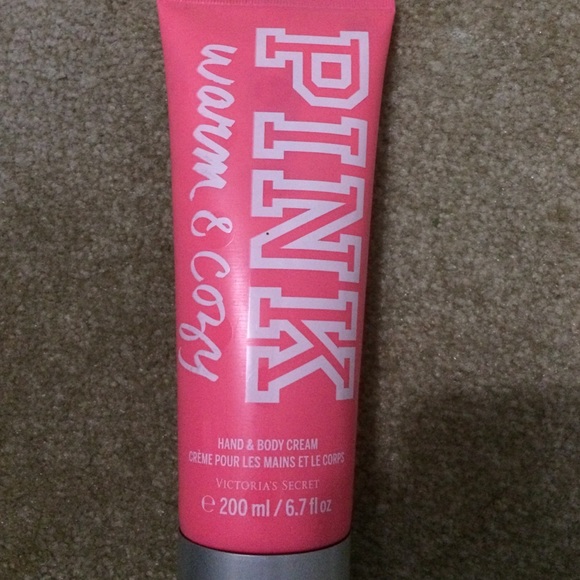 PINK
warm & cozy
HAND & BODY CREAM
CRÈME POUR LES MAINS ET LE CORPS
VICTORIA'S SECRET
℮ 200 ml / 6.7 fl oz